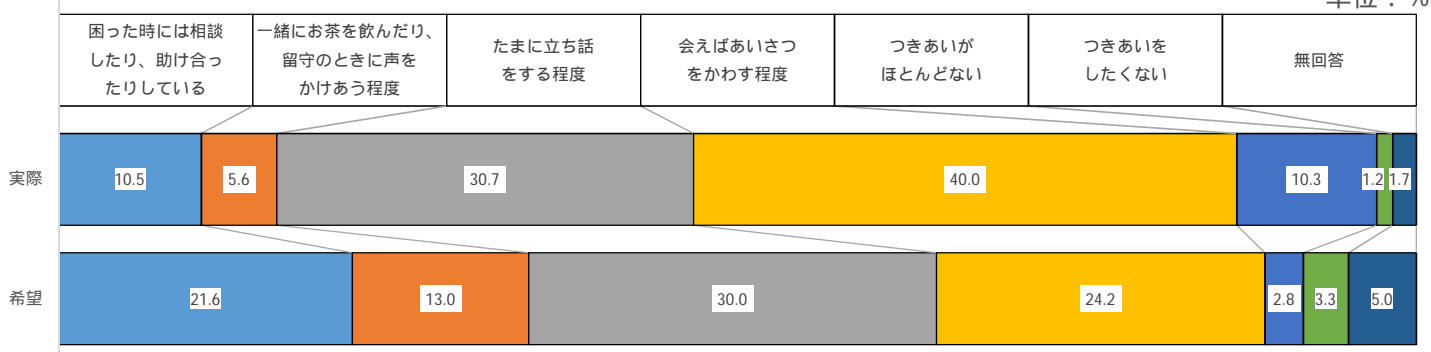 単位：%
困った時には相談
したり、助け合っ
たりしている
一緒にお茶を飲んだり、
留守のときに声を
かけあう程度
たまに立ち話
をする程度
会えばあいさつ
をかわす程度
つきあいが
ほとんどない
つきあいを
したくない
無回答
実際 10.5 5.6 30.7 40.0 10.3 1.2 1.7
希望 21.6 13.0 30.0 24.2 2.8 3.3 5.0